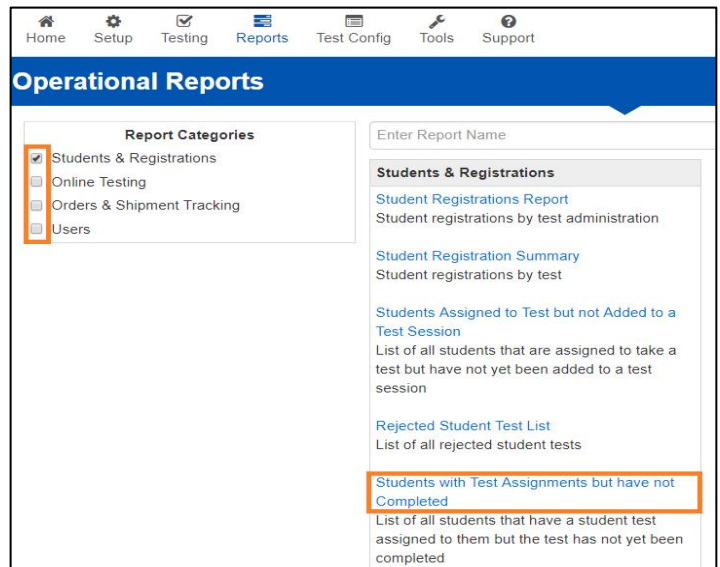 Home Setup Testing Reports Test Config Tools Support
Operational Reports
Report Categories
Students & Registrations
Online Testing
Orders & Shipment Tracking
Users
Enter Report Name
Students & Registrations
Student Registrations Report
Student registrations by test administration
Student Registration Summary
Student registrations by test
Students Assigned to Test but not Added to a
Test Session
List of all students that are assigned to take a
test but have not yet been added to a test
session
Rejected Student Test List
List of all rejected student tests
Students with Test Assignments but have not
Completed
List of all students that have a student test
assigned to them but the test has not yet been
completed